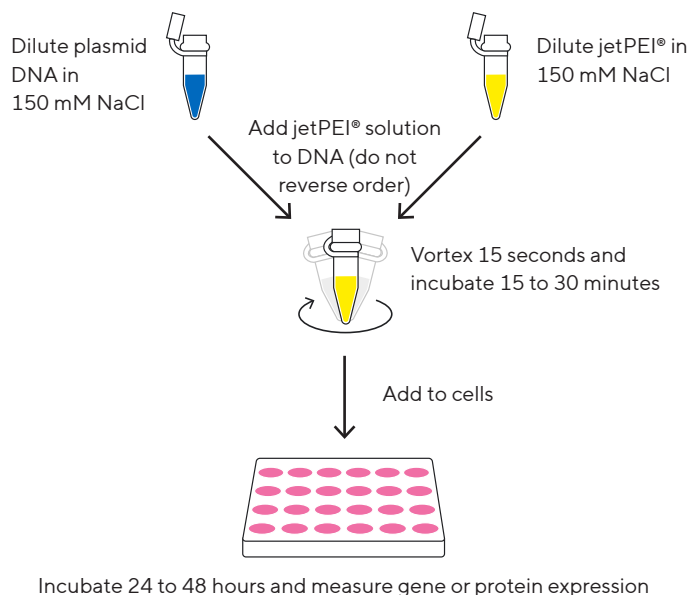 Dilute plasmid
DNA in
150 mM NaCl
Dilute jetPEI® in
150 mM NaCl
Add jetPEI® solution
to DNA (do not
reverse order)
Vortex 15 seconds and
incubate 15 to 30 minutes
Add to cells
Incubate 24 to 48 hours and measure gene or protein expression